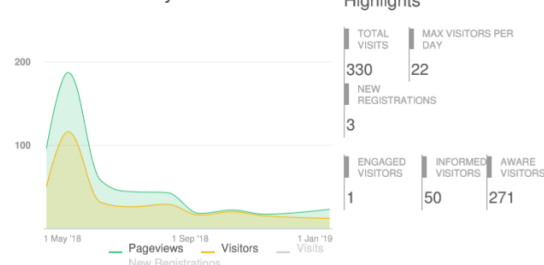 Highlights
TOTAL
VISITS
330
MAX VISITORS PER
DAY
22
NEW
REGISTRATIONS
3
ENGAGED
VISITORS
1
INFORMED
VISITORS
50
AWARE
VISITORS
271
200
100
1 May '18
1 Sep '18
1 Jan '19
Pageviews
Visitors
Visits
New Registrations